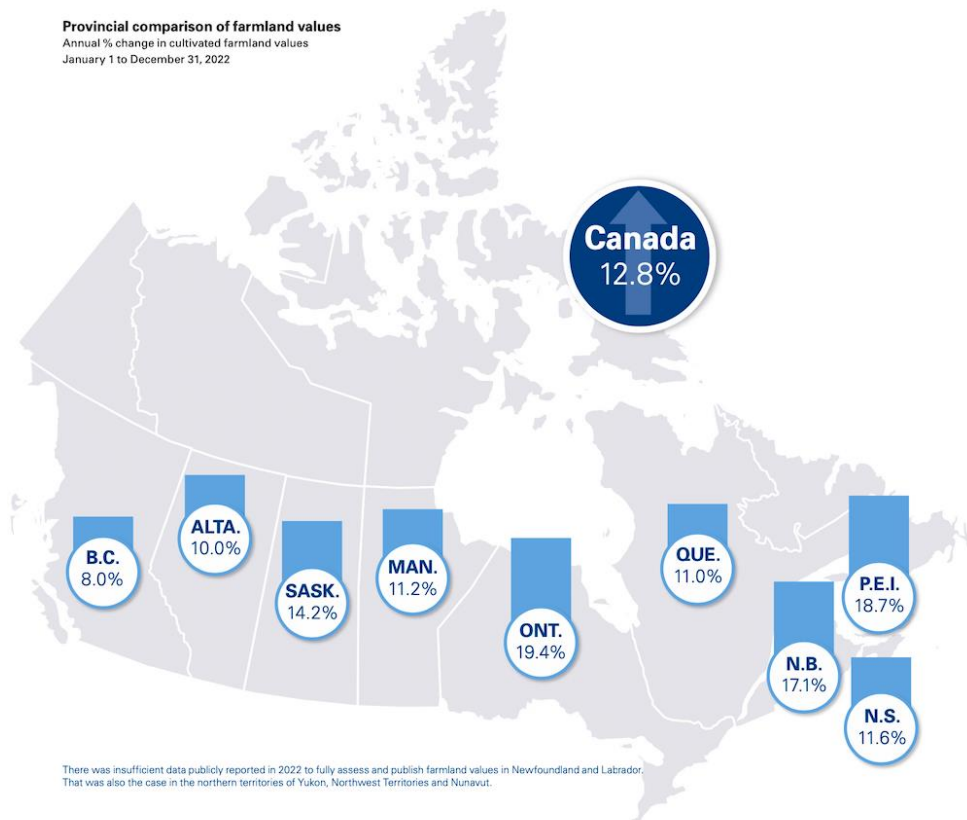 Provincial comparison of farmland values
Annual % change in cultivated farmland values
January 1 to December 31, 2022
Canada
12.8%
B.C.
8.0%
ALTA.
10.0%
SASK.
14.2%
MAN.
11.2%
ONT.
19.4%
QUE.
11.0%
N.B.
17.1%
P.E.I.
18.7%
N.S.
11.6%
There was insufficient data publicly reported in 2022 to fully assess and publish farmland values in Newfoundland and Labrador.
That was also the case in the northern territories of Yukon, Northwest Territories and Nunavut.